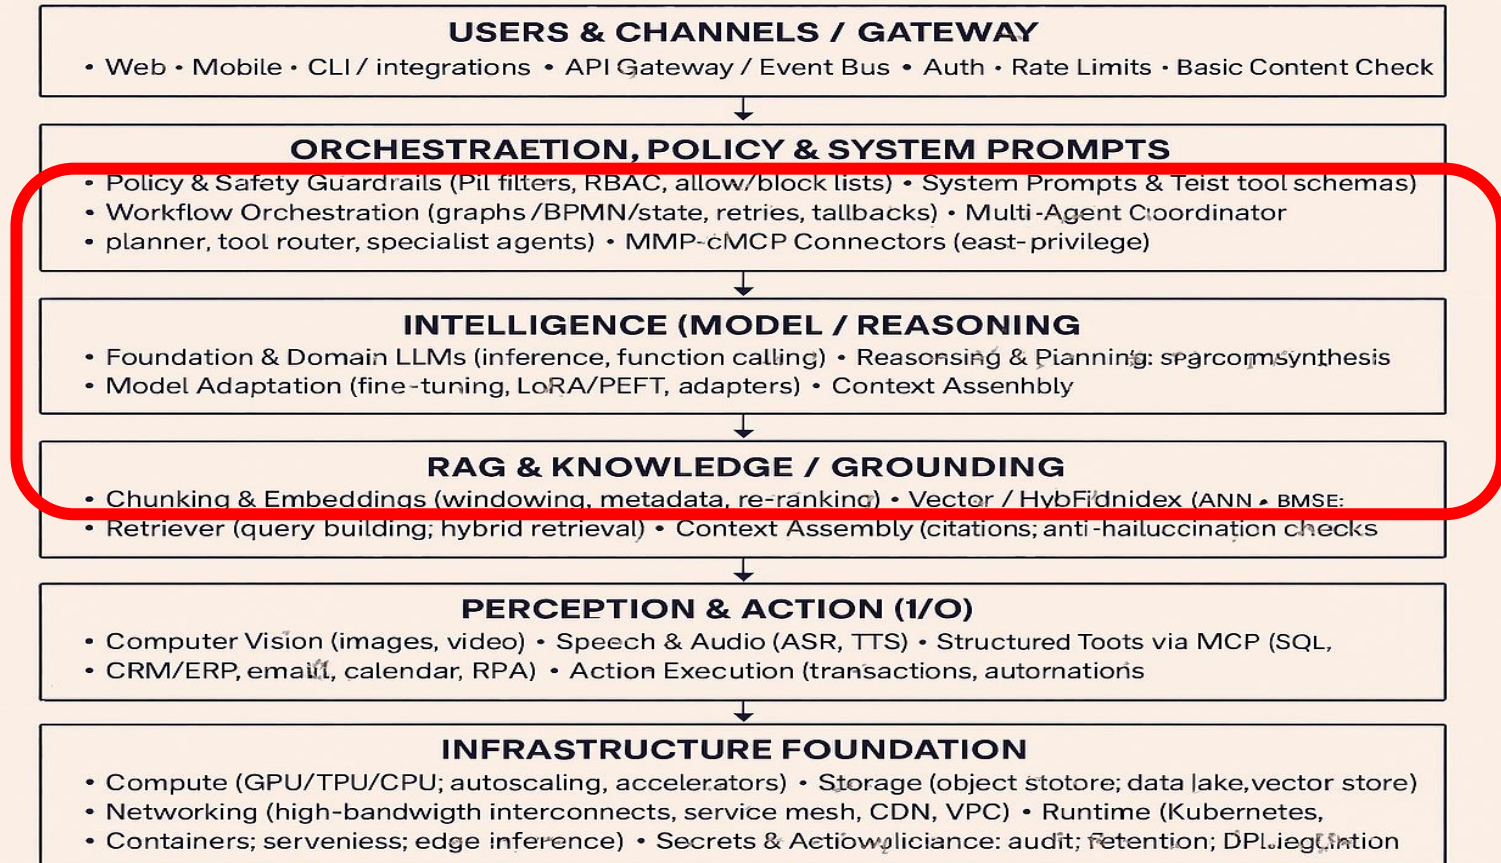 USERS & CHANNELS / GATEWAY
• Web • Mobile • CLI / integrations • API Gateway / Event Bus • Auth • Rate Limits • Basic Content Check
ORCHESTRAETION, POLICY & SYSTEM PROMPTS
• Policy & Safety Guardrails (Pil filters, RBAC, allow/block lists) • System Prompts & Teist tool schemas)
• Workflow Orchestration (graphs /BPMN/state, retries, tallbacks) • Multi-Agent Coordinator
• planner, tool router, specialist agents) • MMP-cMCP Connectors (east-privilege)
INTELLIGENCE (MODEL / REASONING
• Foundation & Domain LLMs (inference, function calling) • Reasonsing & Planning: sparcomsynthesis
• Model Adaptation (fine-tuning, LoRA/PEFT, adapters) • Context Assenhbly
RAG & KNOWLEDGE / GROUNDING
• Chunking & Embeddings (windowing, metadata, re-ranking) • Vector / HybFidnidex (ANN • BMSE:
• Retriever (query building; hybrid retrieval) • Context Assembly (citations; anti-hailuccination checks
PERCEPTION & ACTION (1/O)
• Computer Vision (images, video) • Speech & Audio (ASR, TTS) • Structured Toots via MCP (SQL,
• CRM/ERP, email, calendar, RPA) • Action Execution (transactions, autornations
INFRASTRUCTURE FOUNDATION
• Compute (GPU/TPU/CPU; autoscaling, accelerators) • Storage (object stotore; data lake, vector store)
• Networking (high-bandwigth interconnects, service mesh, CDN, VPC) • Runtime (Kubernetes,
• Containers; serveniess; edge inference) • Secrets & audit; retention;